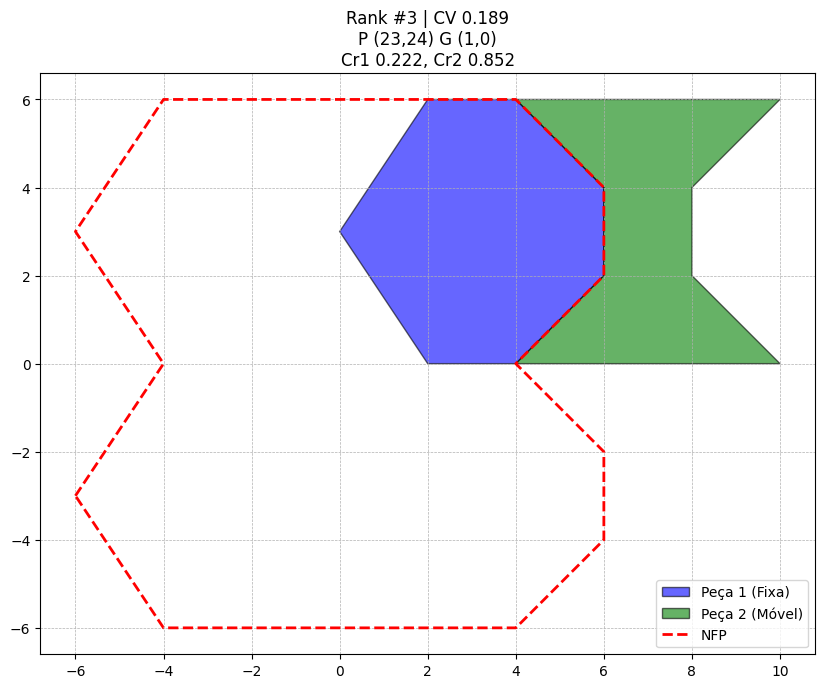 Rank #3 | CV 0.189
P (23,24) G (1,0)
Cr1 0.222, Cr2 0.852
6
4
2
0
−2
−4
−6
−6
−4
−2
0
2
4
6
8
10
Peça 1 (Fixa)
Peça 2 (Móvel)
NFP